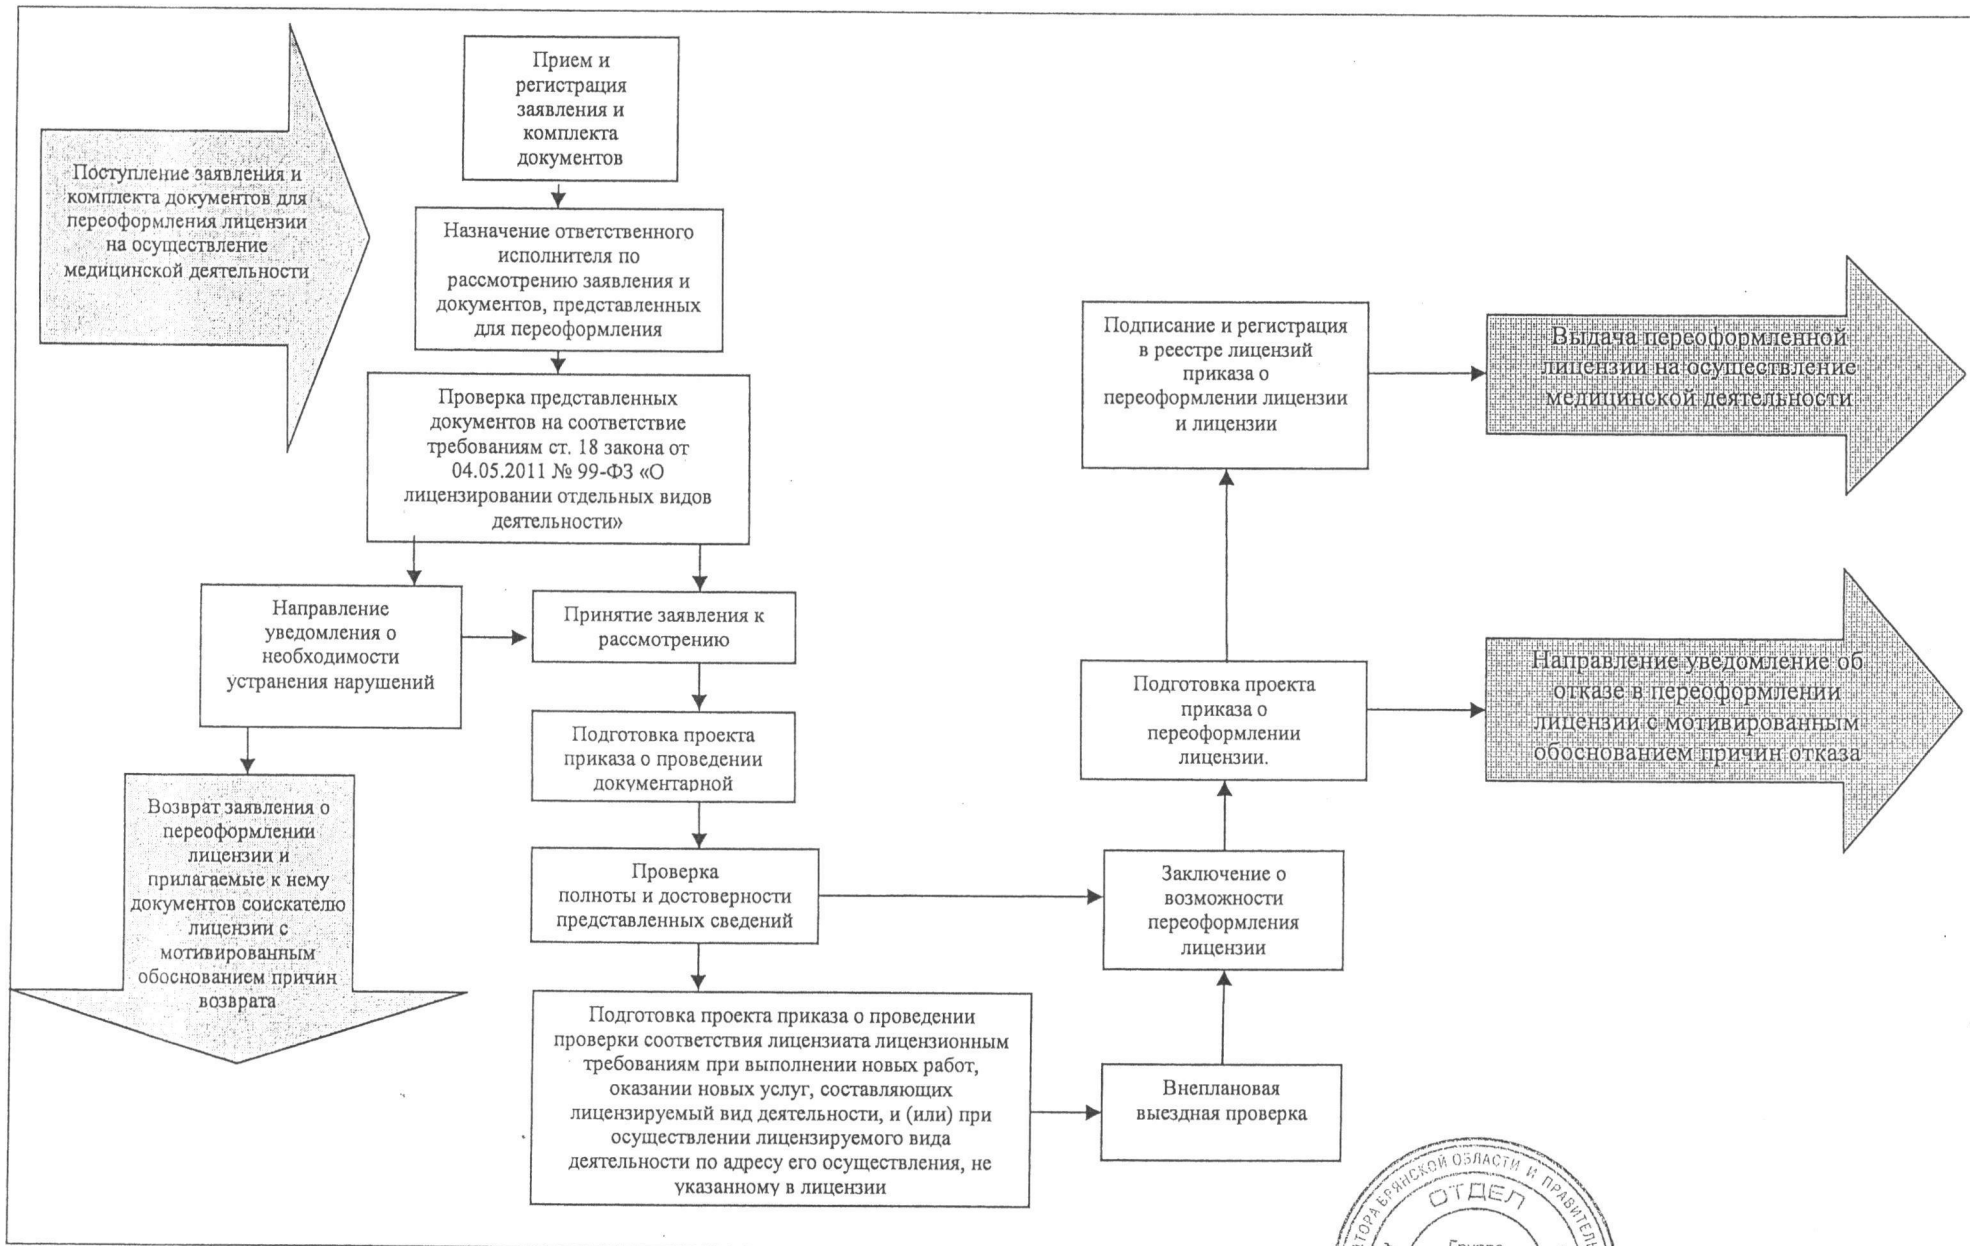 Поступление заявления и
комплекта документов для
переоформления лицензии
на осуществление
медицинской деятельности
Прием и
регистрация
заявления и
комплекта
документов
Назначение ответственного
исполнителя по
рассмотрению заявления и
документов, представленных
для переоформления
Проверка представленных
документов на соответствие
требованиям ст. 18 закона от
04.05.2011 № 99-ФЗ «О
лицензировании отдельных видов
деятельности»
Направление
уведомления о
необходимости
устранения нарушений
Принятие заявления к
рассмотрению
Возврат заявления о
переоформлении
лицензии и
прилагаемые к нему
документов соискателю
лицензии с
мотивированным
обоснованием причин
возврата
Подготовка проекта
приказа о проведении
документарной
Проверка
полноты и достоверности
представленных сведений
Подготовка проекта приказа о проведении
проверки соответствия лицензиата лицензионным
требованиям при выполнении новых работ,
оказании новых услуг, составляющих
лицензируемый вид деятельности, и (или) при
осуществлении лицензируемого вида
деятельности по адресу его осуществления, не
указанному в лицензии
Внеплановая
выездная проверка
Заключение о
возможности
переоформления
лицензии
Подготовка проекта
приказа о
переоформлении
лицензии.
Подписание и регистрация
в реестре лицензий
приказа о
переоформлении лицензии
и лицензии
Выдача переоформленной
лицензии на осуществление
медицинской деятельности
Направление уведомление об
отказе в переоформлении
лицензии с мотивированным
обоснованием причин отказа
БРЯНСКОЙ ОБЛАСТИ И
ОТДЕЛ